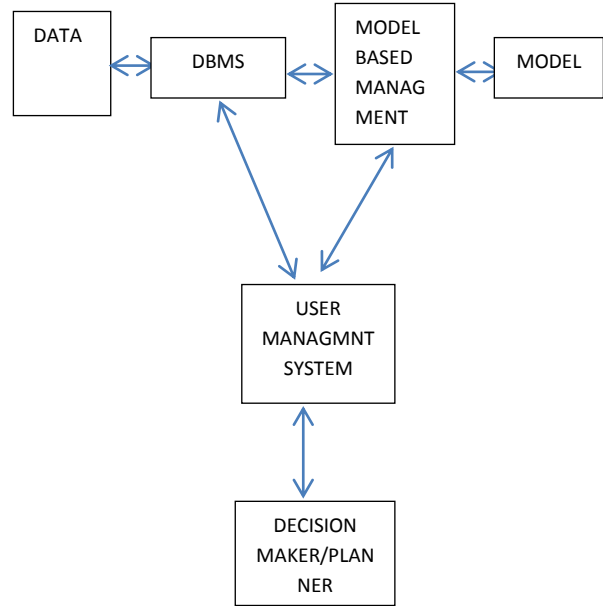 DATA
DBMS
MODEL
BASED
MANAG
MENT
MODEL
USER
MANAGMNT
SYSTEM
DECISION
MAKER/PLAN
NER